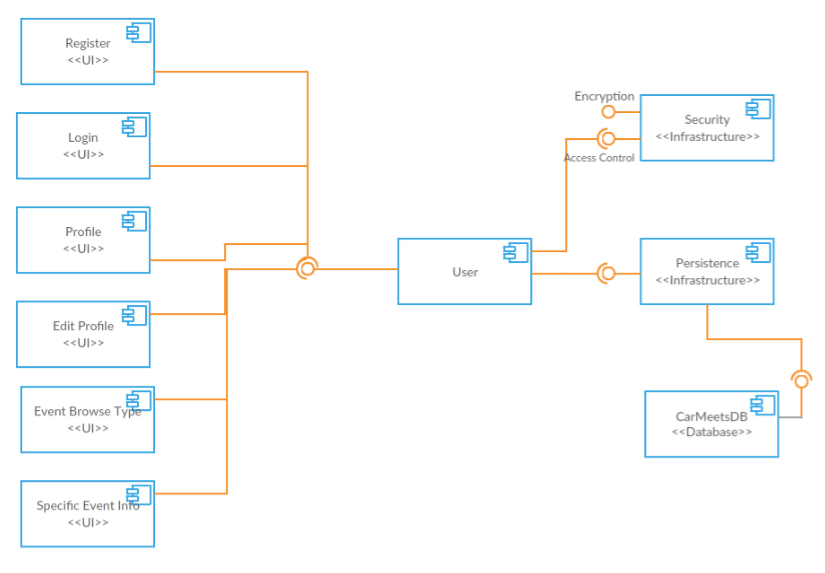 Register
<<UI>>
Login
<<UI>>
Profile
<<UI>>
Edit Profile
<<UI>>
Event Browse Type
<<UI>>
Specific Event Info
<<UI>>
User
Encryption
Access Control
Security
<<Infrastructure>>
Persistence
<<Infrastructure>>
CarMeetsDB
<<Database>>